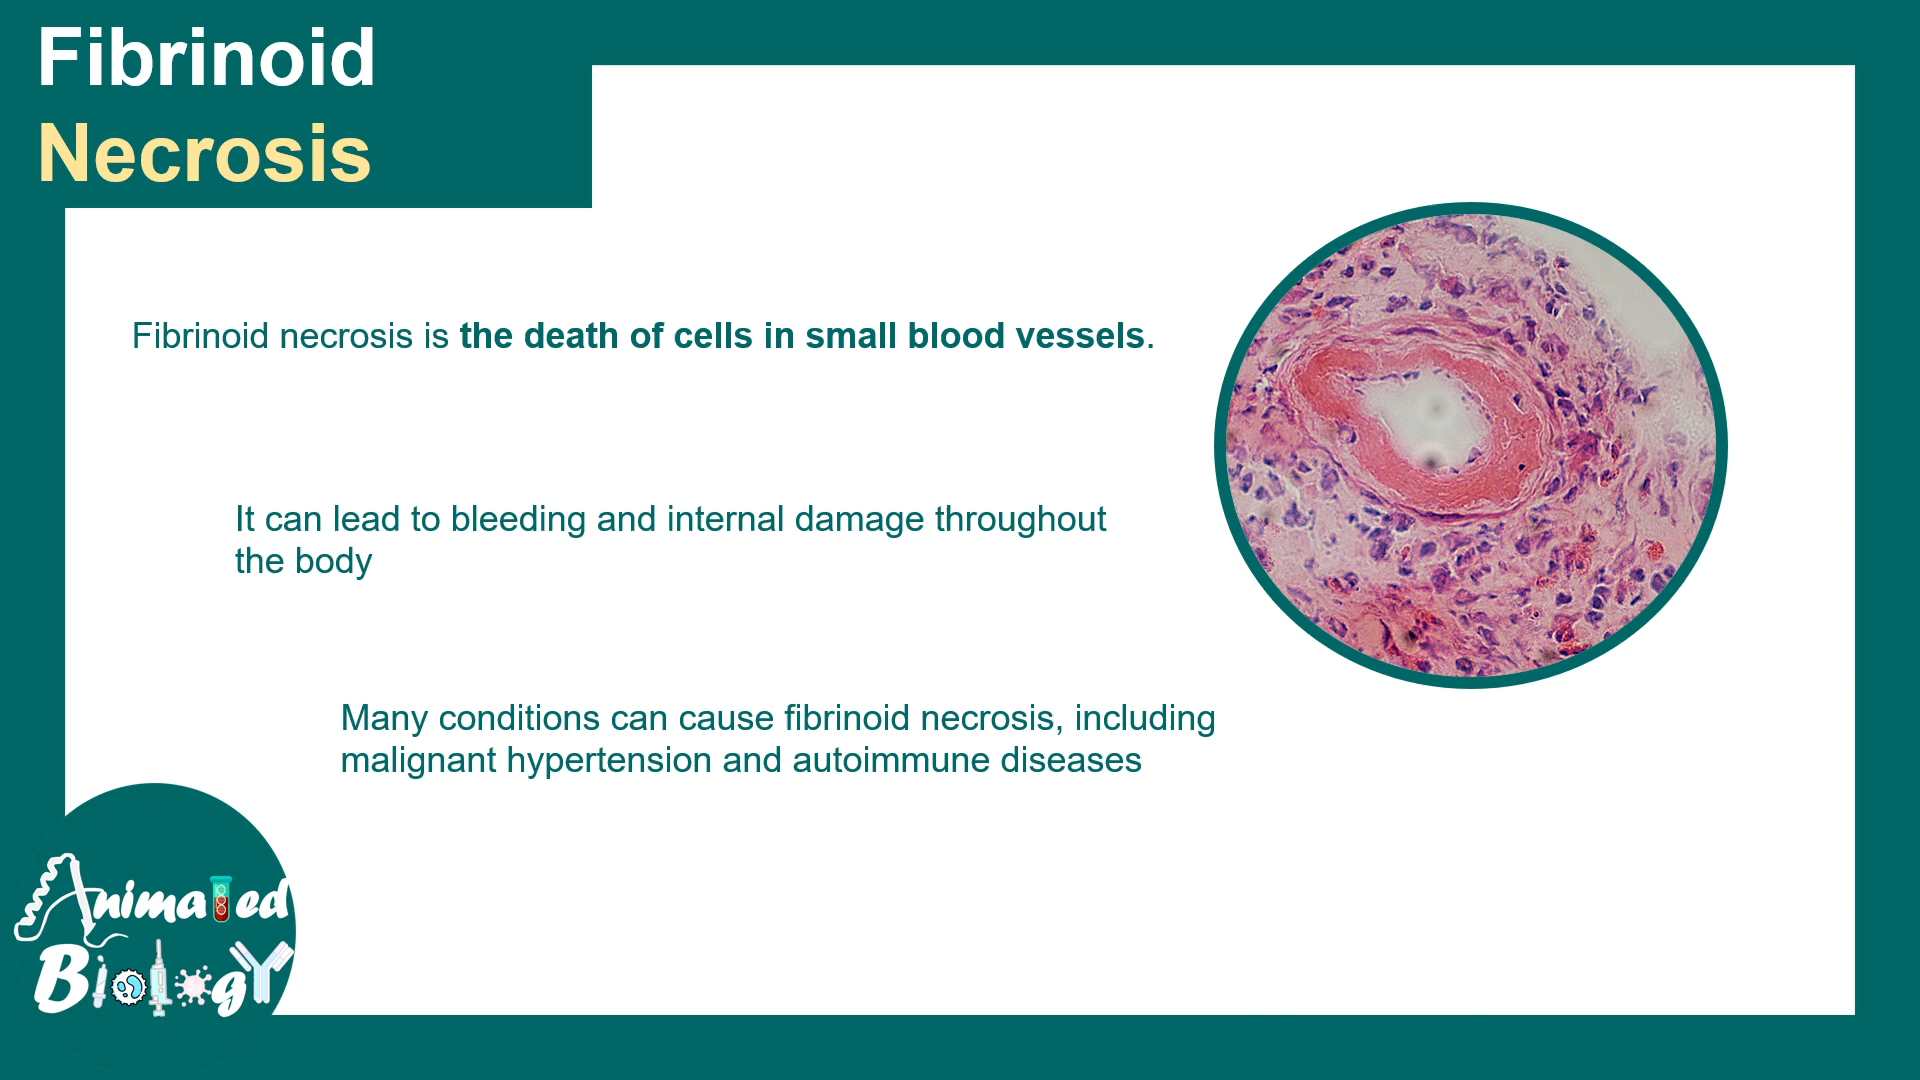 Fibrinoid
Necrosis
Fibrinoid necrosis is the death of cells in small blood vessels.
It can lead to bleeding and internal damage throughout
the body
Many conditions can cause fibrinoid necrosis, including
malignant hypertension and autoimmune diseases
Animated
Biology